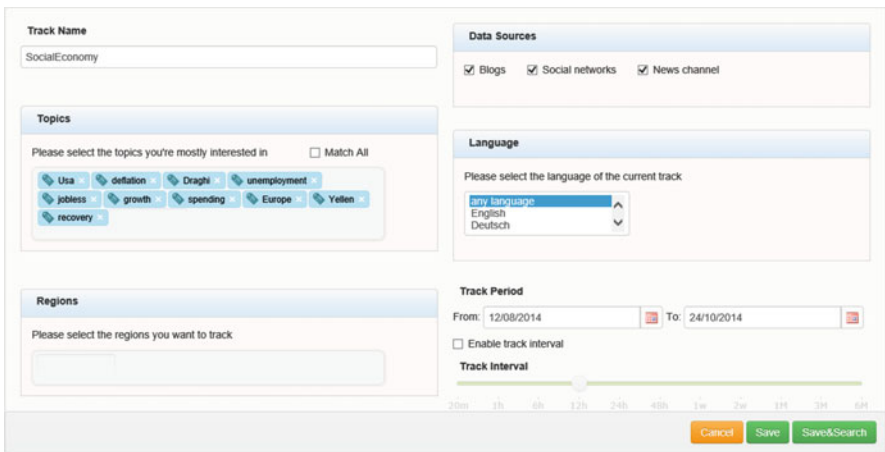 Track Name
SocialEconomy
Topics
Please select the topics you're mostly interested in Match All
Usa × deflation × Draghi × unemployment ×
jobless × growth × spending × Europe × Yellen ×
recovery ×
Regions
Please select the regions you want to track
Data Sources
Blogs Social networks News channel
Language
Please select the language of the current track
any language
English
Deutsch
Track Period
From: 12/08/2014 To: 24/10/2014
Enable track interval
Track Interval
20m 1h 6h 12h 24h 48h 1w 2w 1M 3M 6M
Cancel Save Save&Search